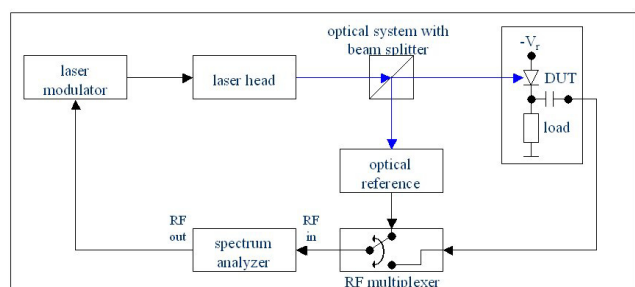 optical system with
beam splitter
-Vr
laser
modulator
laser head
DUT
load
optical
reference
RF
out
RF
in
spectrum
analyzer
RF multiplexer